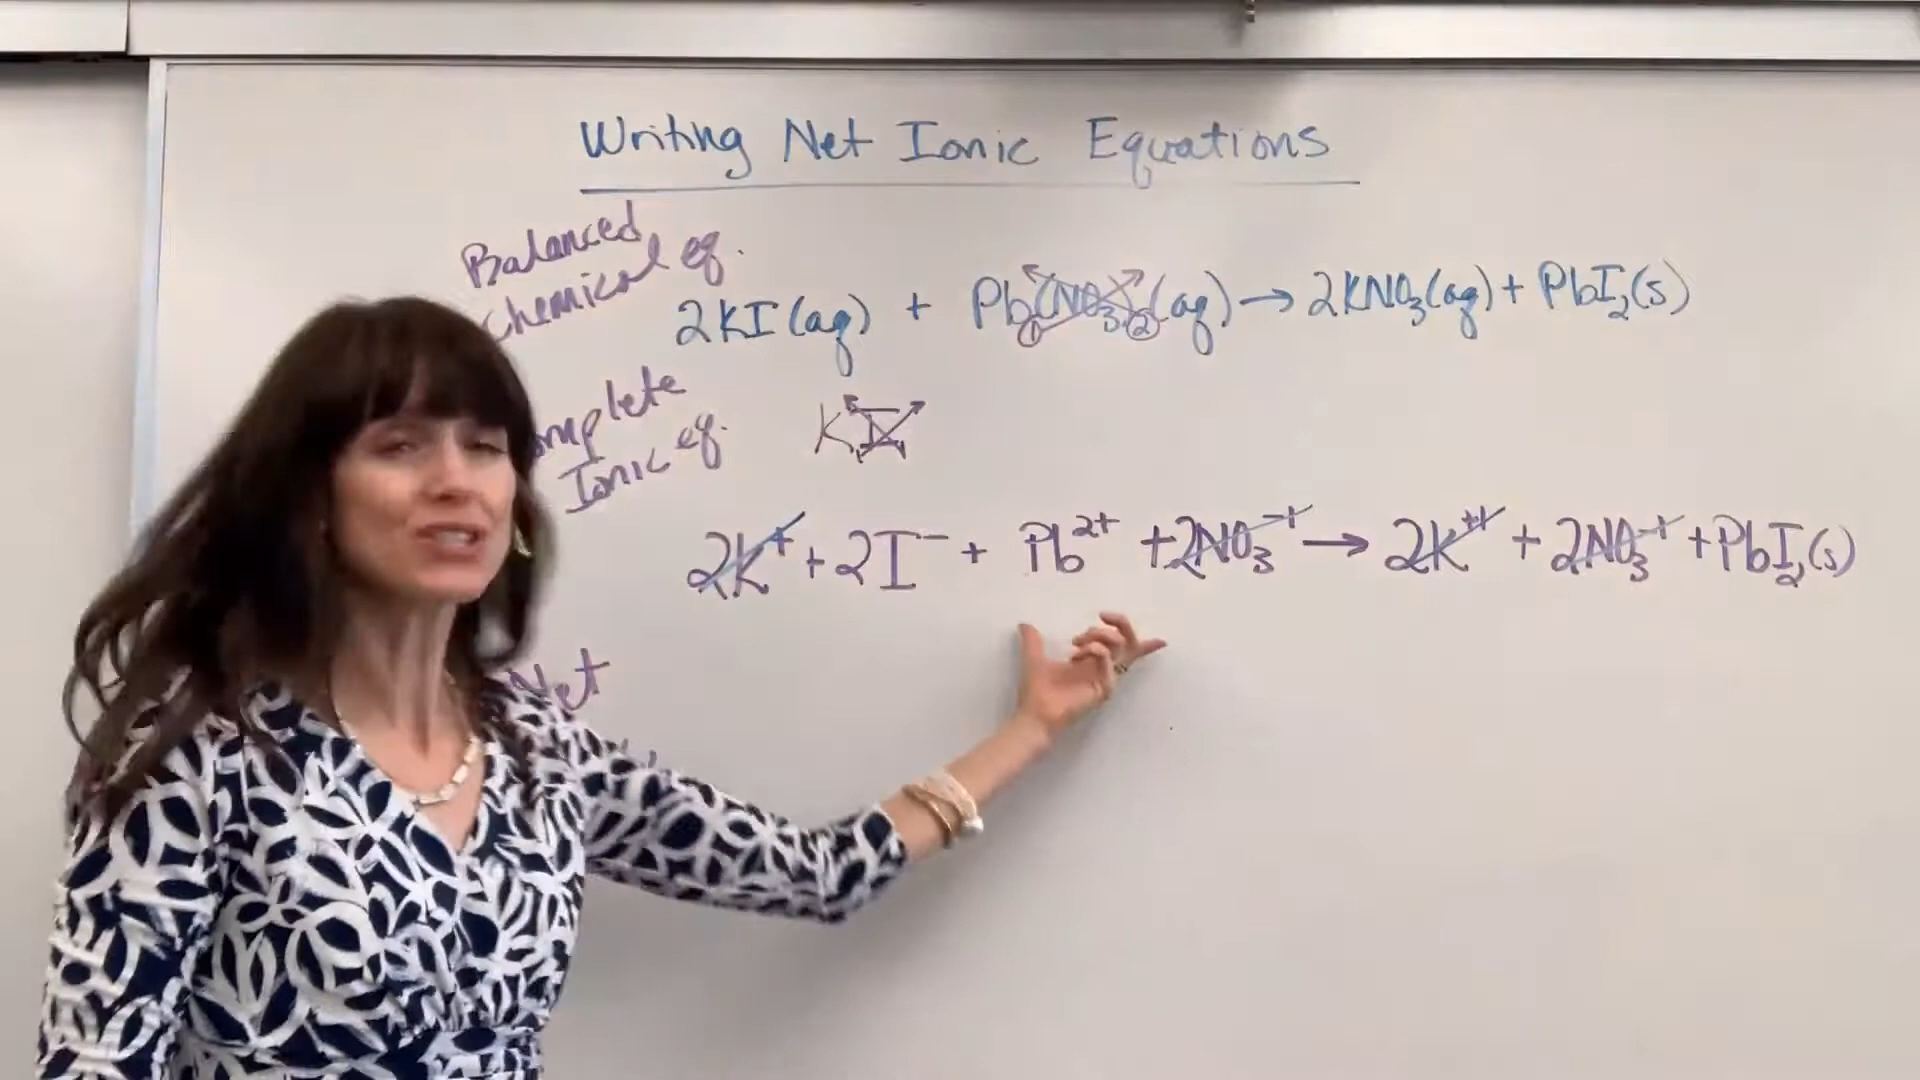 Writing Net Ionic Equations
Balanced
chemical eq.
2KI(aq) + Pb(NO₃)₂(aq) → 2KNO₃(aq) + PbI₂(s)
Ionic eq.
KI
2K⁺ + 2I⁻ + Pb²⁺ + 2NO₃⁻ → 2K⁺ + 2NO₃⁻ + PbI₂(s)
Net